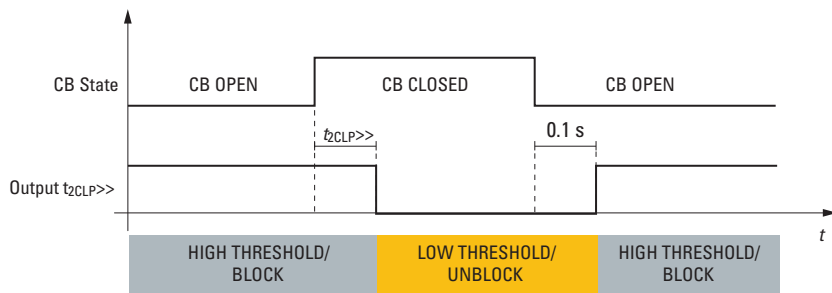 CB State
CB OPEN
CB CLOSED
CB OPEN
t2CLP>>
0.1 s
Output t2CLP>>
t
HIGH THRESHOLD/
BLOCK
LOW THRESHOLD/
UNBLOCK
HIGH THRESHOLD/
BLOCK